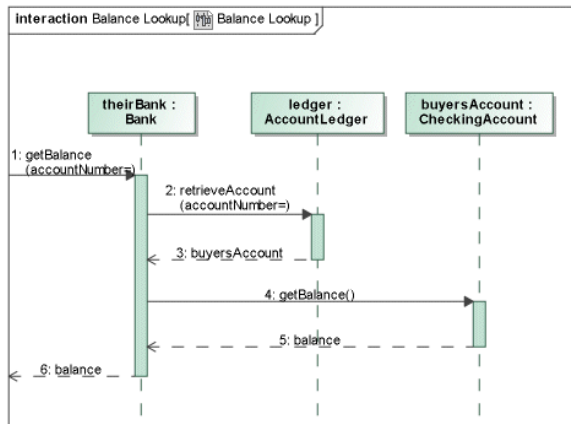 interaction Balance Lookup[ Balance Lookup ]
theirBank :
Bank
ledger :
AccountLedger
buyersAccount :
CheckingAccount
1: getBalance
(accountNumber=)
2: retrieveAccount
(accountNumber=)
3: buyersAccount
4: getBalance()
5: balance
6: balance